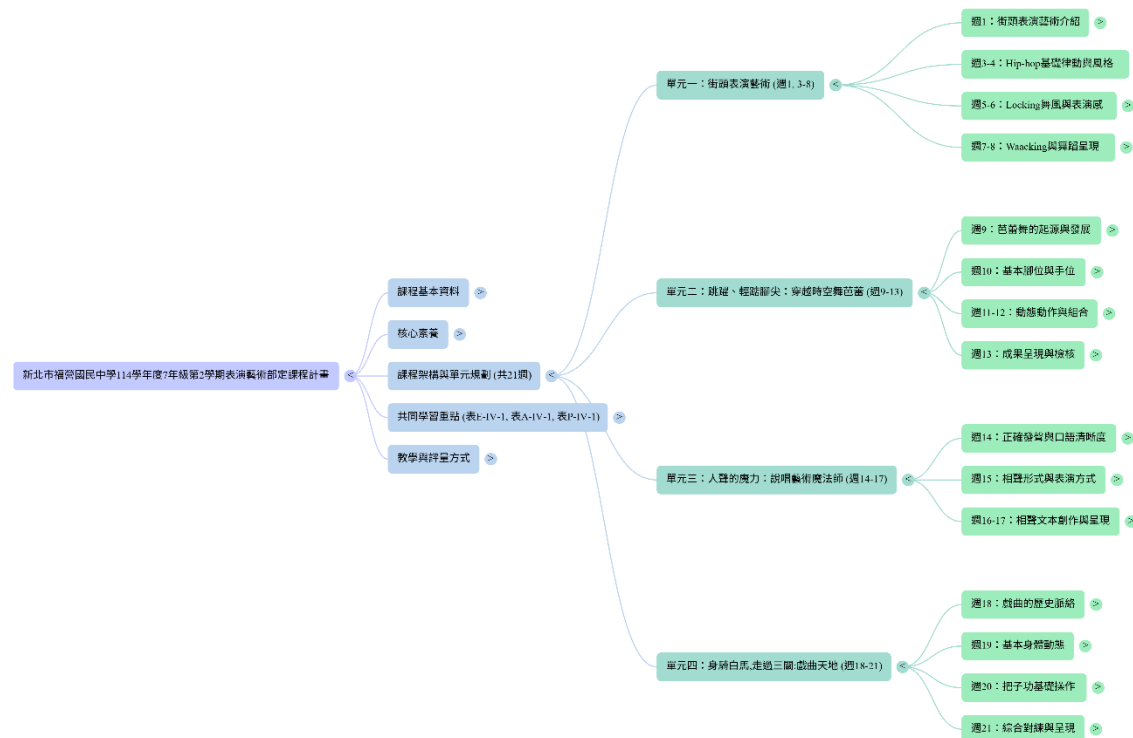 新北市福營國民中學114學年度7年級第2學期表演藝術部定課程計畫
課程基本資料
核心素養
課程架構與單元規劃 (共21週)
共同學習重點 (表E-IV-1, 表A-IV-1, 表P-IV-1)
教學與評量方式
單元一：街頭表演藝術 (週1, 3-8)
週1：街頭表演藝術介紹
週3-4：Hip-hop基礎律動與風格
週5-6：Locking舞風與表演感
週7-8：Waacking與舞蹈呈現
單元二：跳躍、輕踮腳尖：穿越時空舞芭蕾 (週9-13)
週9：芭蕾舞的起源與發展
週10：基本腳位與手位
週11-12：動態動作與組合
週13：成果呈現與檢核
單元三：人聲的魔力：說唱藝術魔法師 (週14-17)
週14：正確發聲與口語清晰度
週15：相聲形式與表演方式
週16-17：相聲文本創作與呈現
單元四：身騎白馬,走過三關:戲曲天地 (週18-21)
週18：戲曲的歷史脈絡
週19：基本身體動態
週20：把子功基礎操作
週21：綜合對練與呈現